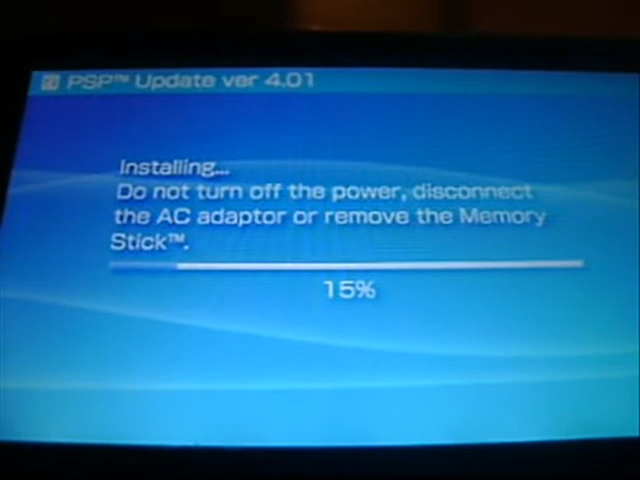 PSP™ Update ver 4.01
Installing...
Do not turn off the power, disconnect
the AC adaptor or remove the Memory
Stick™.
15%